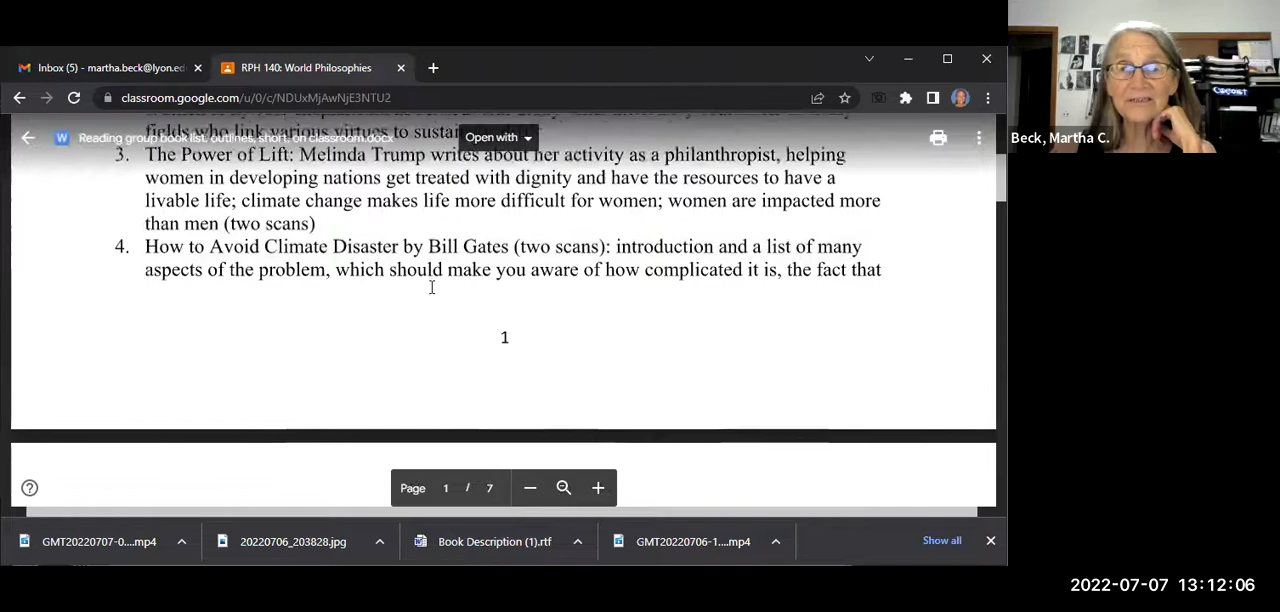 Inbox (5) - martha.beck@lyon.ed
RPH 140: World Philosophies
classroom.google.com/u/0/c/NDUxMjAwNjE3NTU2
Reading group book list, outlines, short, on classroom.docx
Open with
fields who link various virtues to
3. The Power of Lift: Melinda Trump writes about her activity as a philanthropist, helping
women in developing nations get treated with dignity and have the resources to have a
livable life; climate change makes life more difficult for women; women are impacted more
than men (two scans)
4. How to Avoid Climate Disaster by Bill Gates (two scans): introduction and a list of many
aspects of the problem, which should make you aware of how complicated it is, the fact that
1
Page 1 / 7
GMT20220707-0....mp4
20220706_203828.jpg
Book Description (1).rtf
GMT20220706-1....mp4
Show all
Beck, Martha C.
2022-07-07 13:12:06